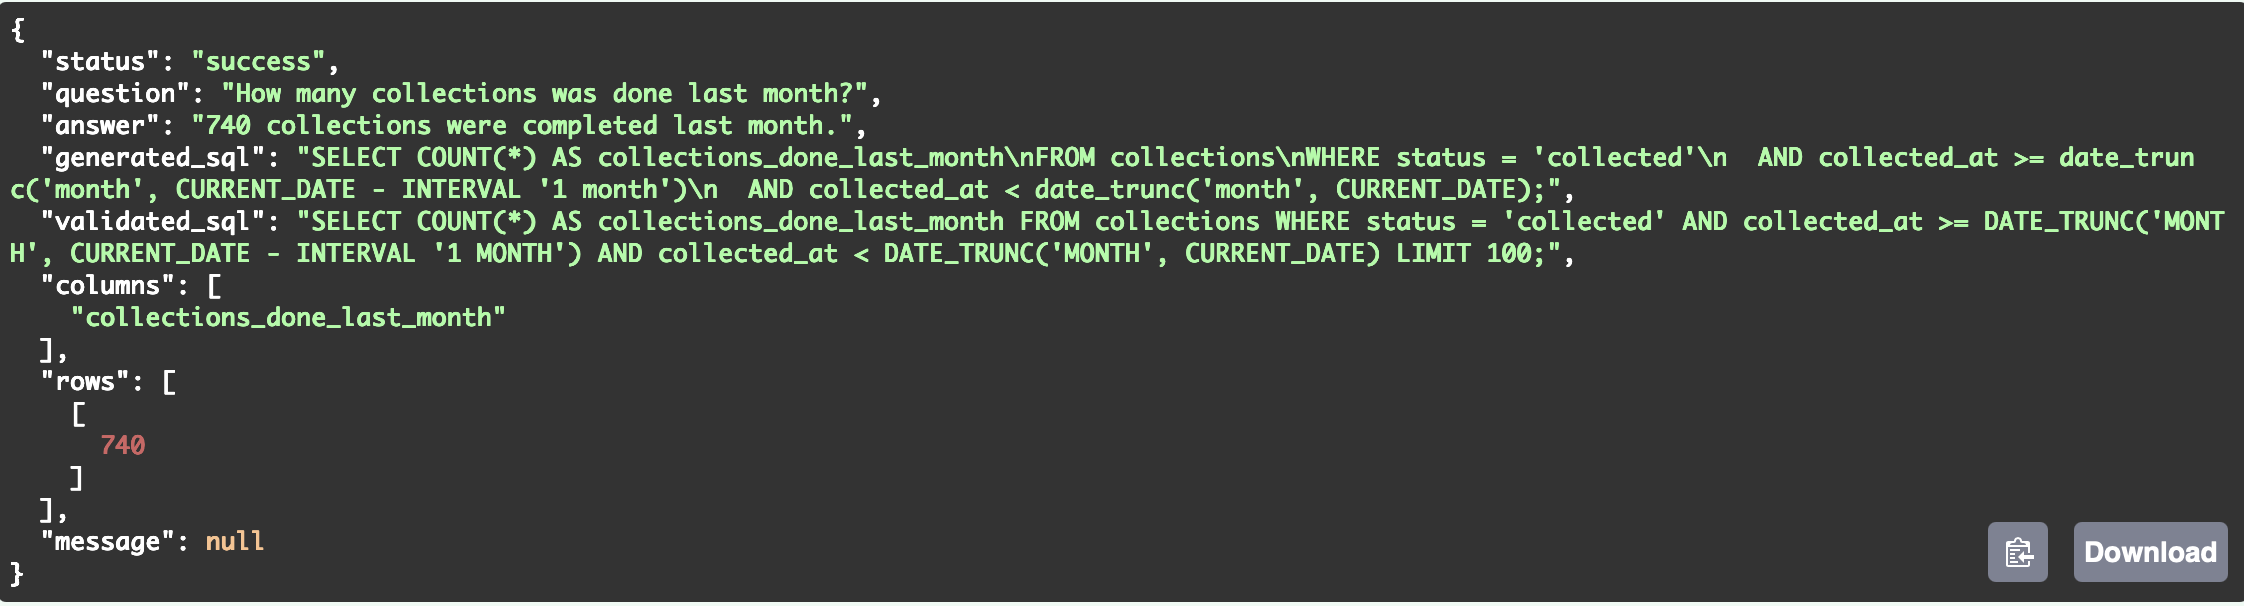 {
  "status": "success",
  "question": "How many collections was done last month?",
  "answer": "740 collections were completed last month.",
  "generated_sql": "SELECT COUNT(*) AS collections_done_last_month\nFROM collections\nWHERE status = 'collected'\n  AND collected_at >= date_trun
c('month', CURRENT_DATE - INTERVAL '1 month')\n  AND collected_at < date_trunc('month', CURRENT_DATE);",
  "validated_sql": "SELECT COUNT(*) AS collections_done_last_month FROM collections WHERE status = 'collected' AND collected_at >= DATE_TRUNC('MONT
H', CURRENT_DATE - INTERVAL '1 MONTH') AND collected_at < DATE_TRUNC('MONTH', CURRENT_DATE) LIMIT 100;",
  "columns": [
    "collections_done_last_month"
  ],
  "rows": [
    [
      740
    ]
  ],
  "message": null
}
Download